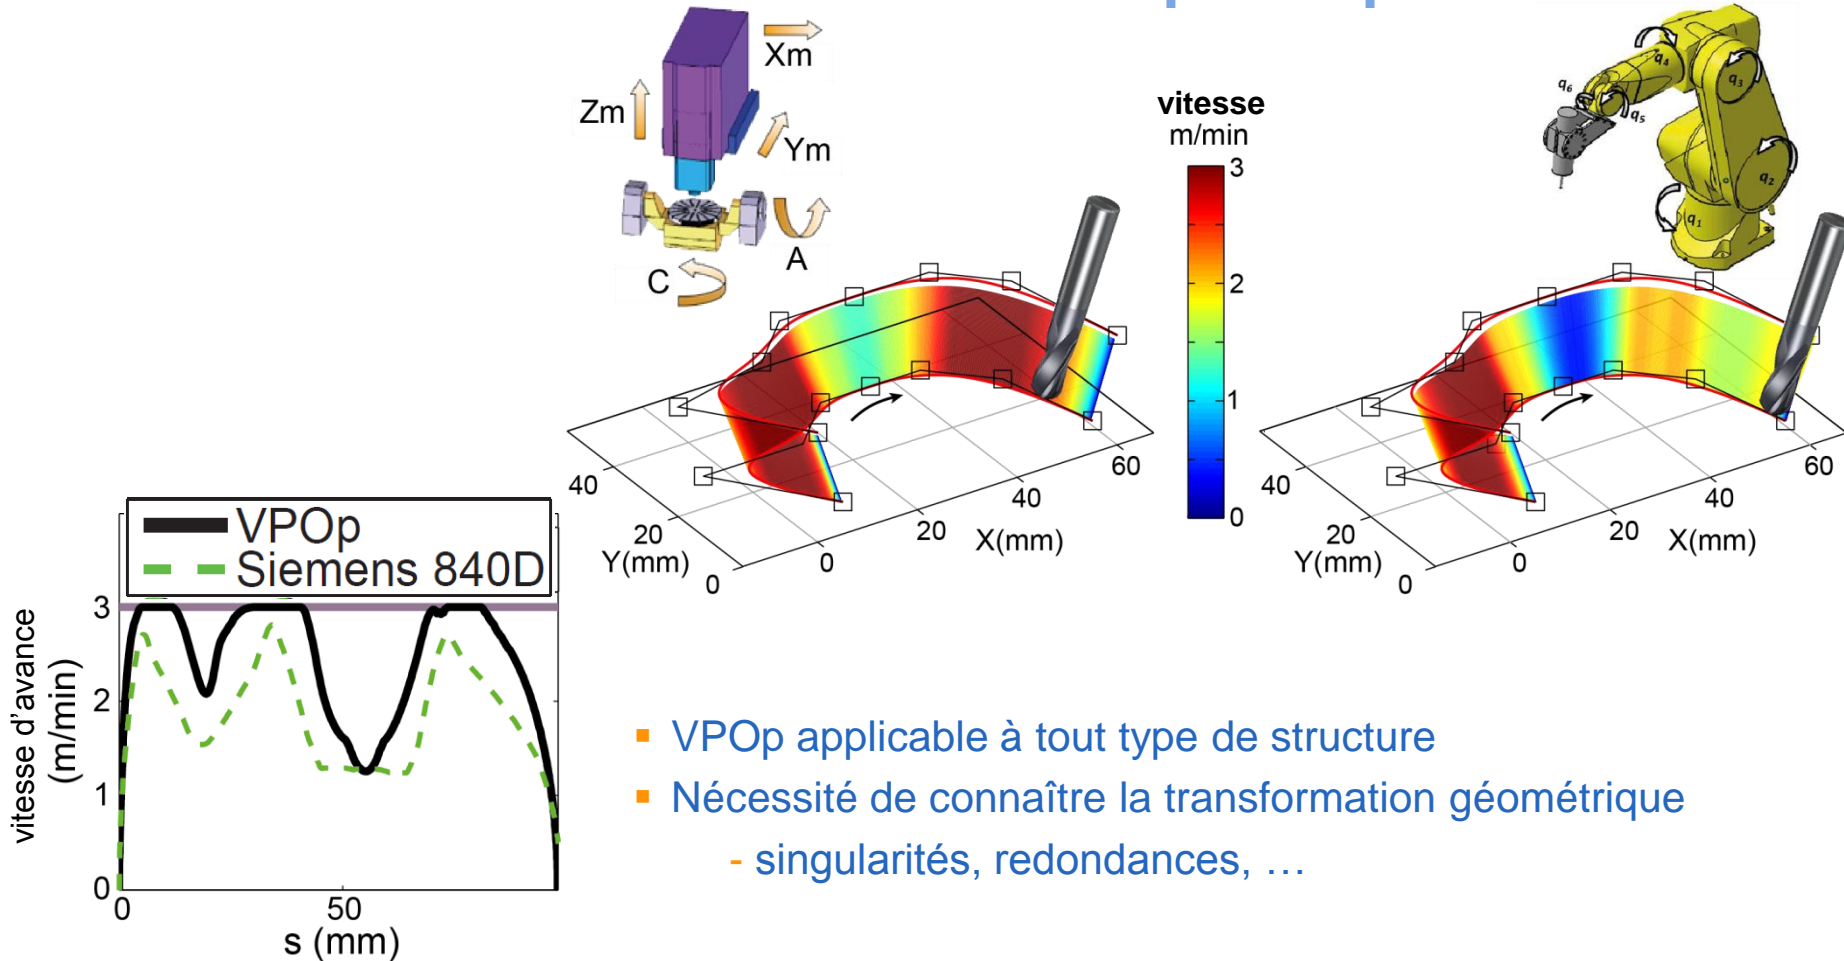 Xm
Zm
Ym
A
C
vitesse
m/min
3
2
1
0
q4
q3
q6
q5
q2
q1
40
20
Y(mm)
0
0
20
X(mm)
40
60
40
20
Y(mm)
0
0
20
X(mm)
40
60
VPOp
Siemens 840D
vitesse d'avance
(m/min)
3
2
1
0
0
50
s (mm)
▪ VPOp applicable à tout type de structure
▪ Nécessité de connaître la transformation géométrique
- singularités, redondances, …